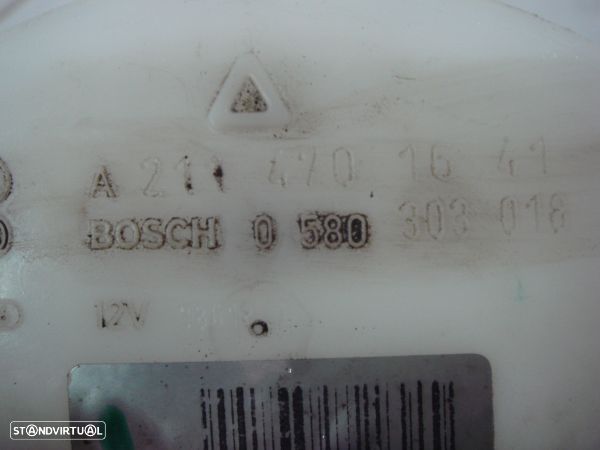 A 211 470 16 41
BOSCH 0 580 303 018
12V
STANDVIRTUAL